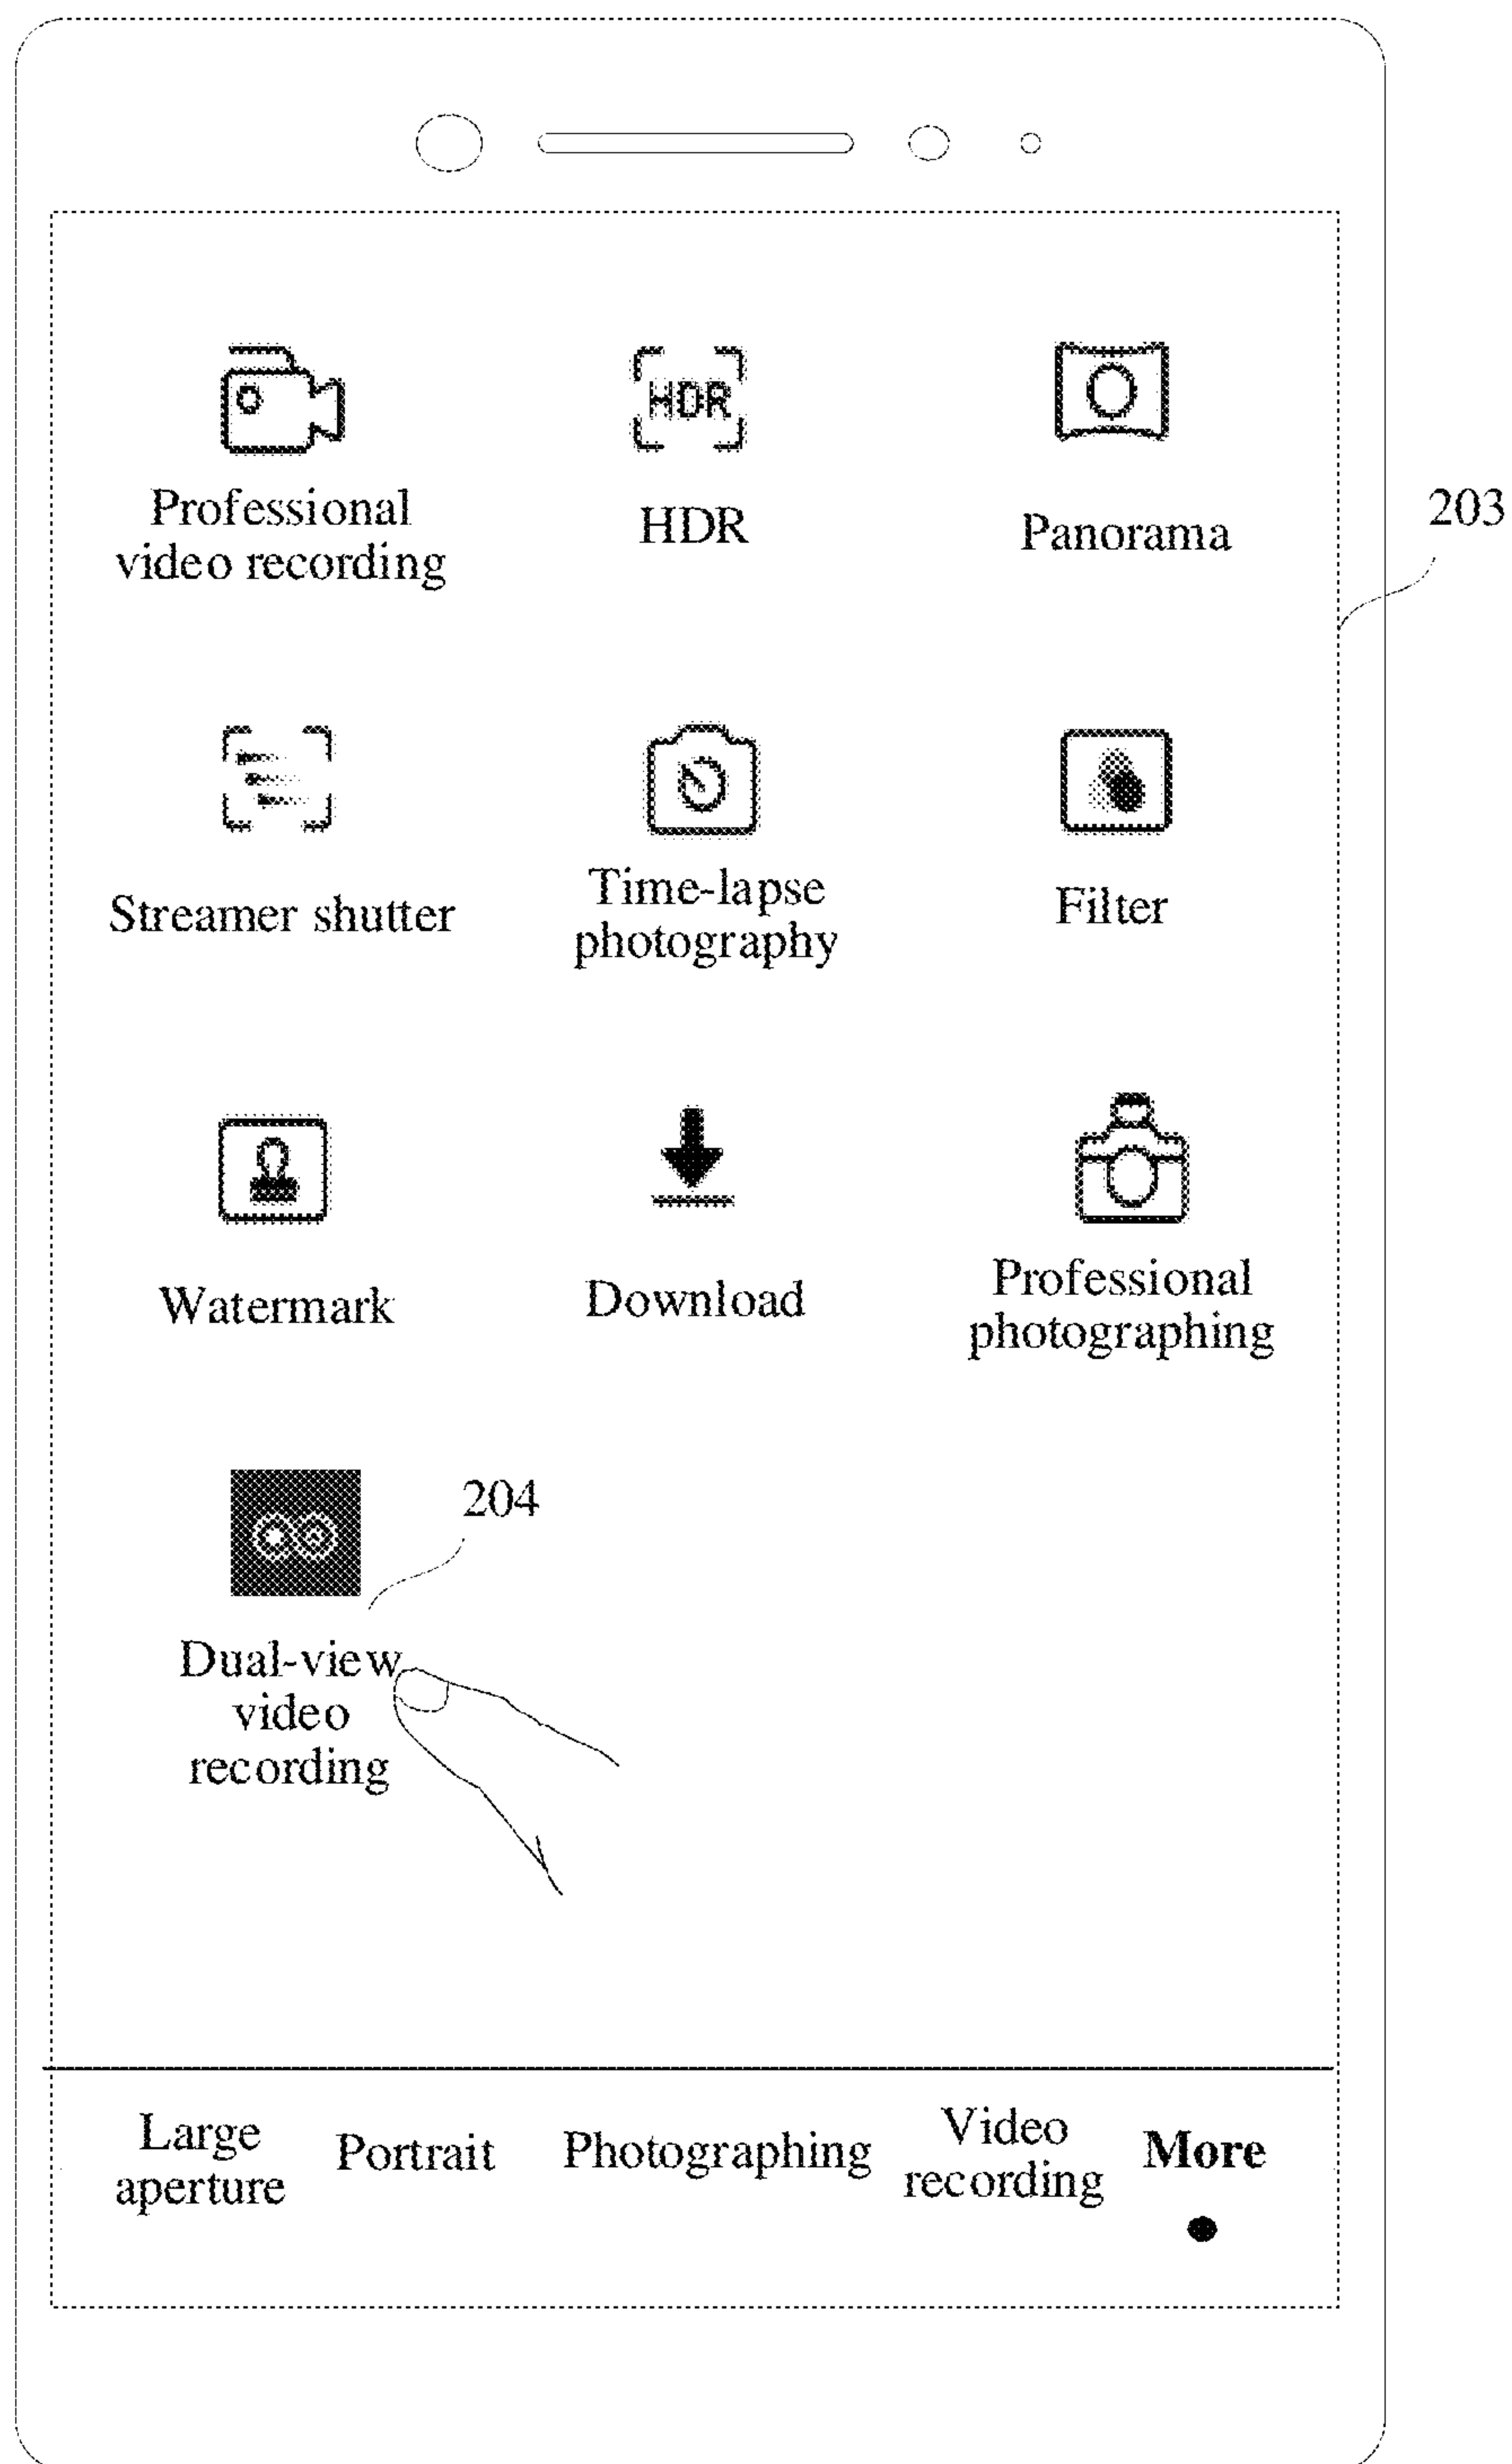 HDR
Professional
video recording
HDR
Panorama
203
Streamer shutter
Time-lapse
photography
Filter
Watermark
Download
Professional
photographing
204
Dual-view
video
recording
Large
aperture
Portrait
Photographing
Video
recording
More